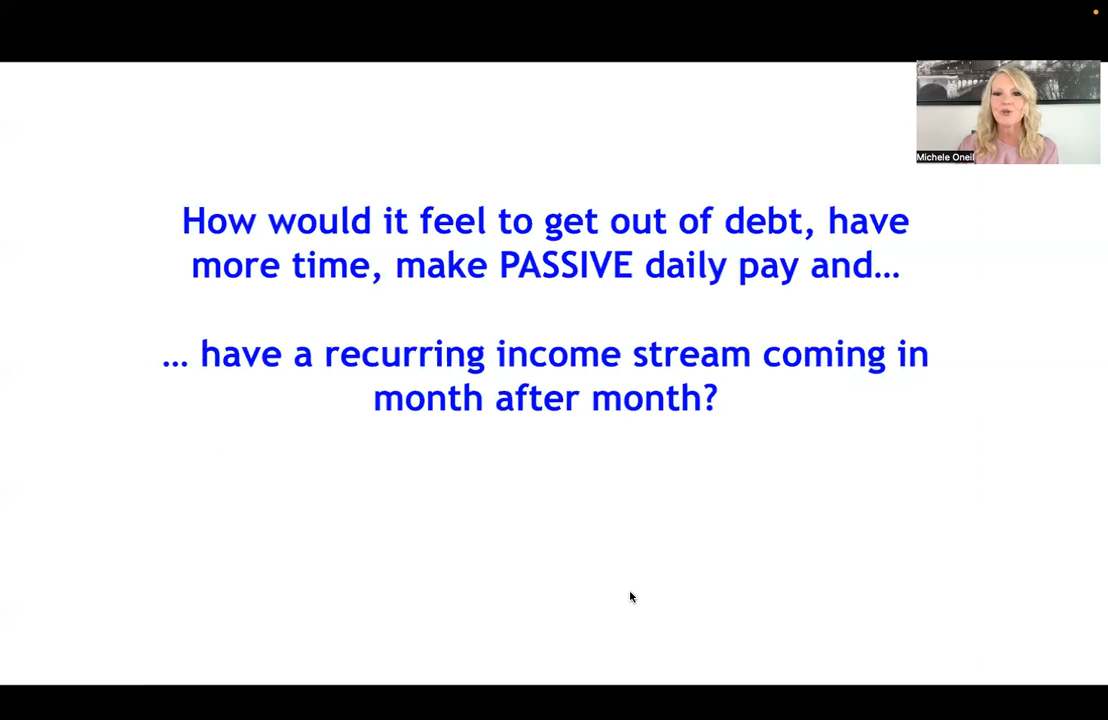 Michele Oneil
How would it feel to get out of debt, have
more time, make PASSIVE daily pay and...
... have a recurring income stream coming in
month after month?